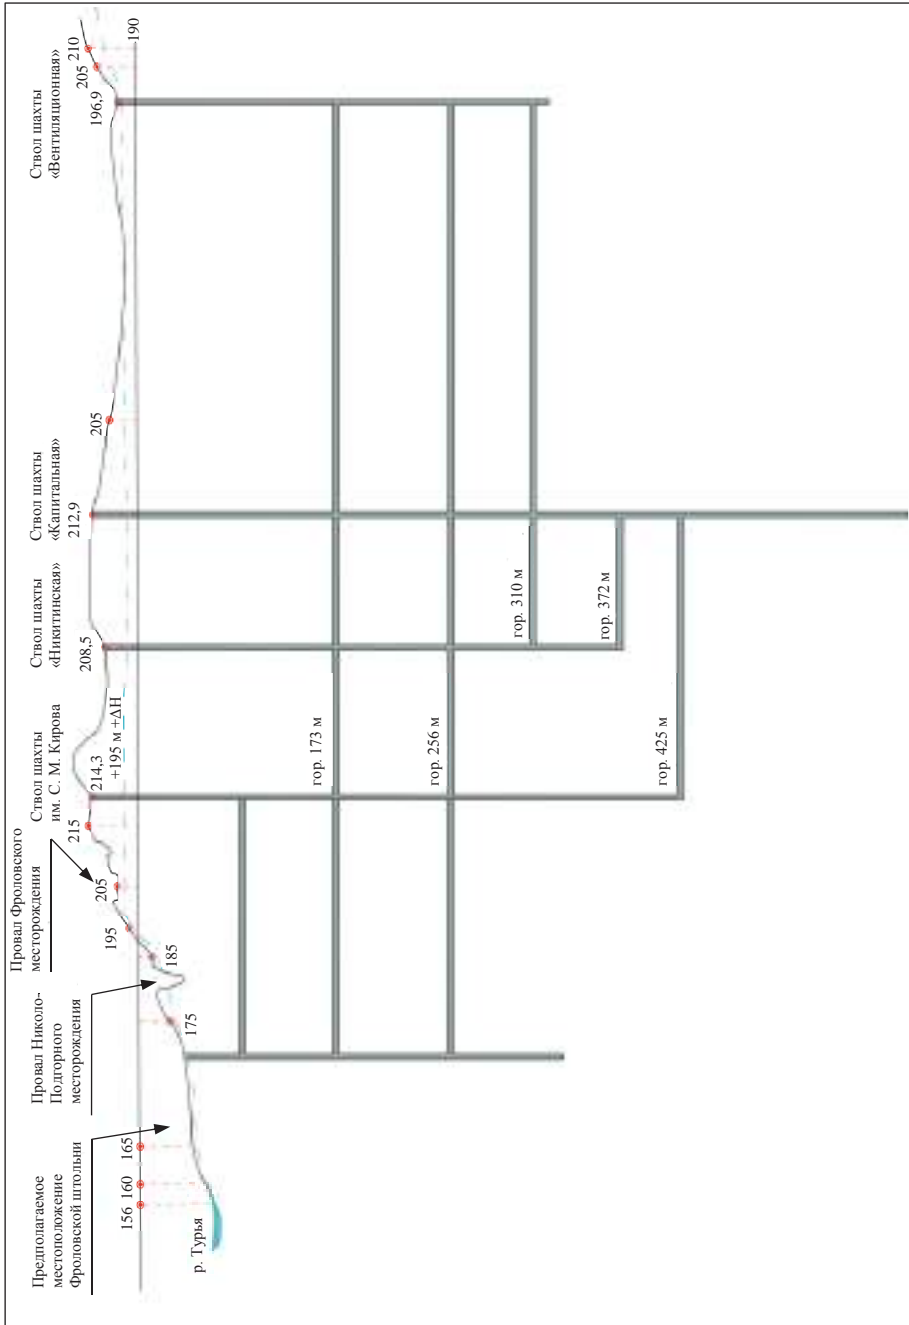 Предполагаемое
местоположение
Фроловской штольни
Провал Николо-
Подгорного
месторождения
Провал Фроловского
месторождения
Ствол шахты
им. С. М. Кирова
Ствол шахты
«Никитинская»
Ствол шахты
«Капитальная»
Ствол шахты
«Вентиляционная»
р. Турья
156
160
165
175
185
195
205
215
214,3
+195 м +ΔН
208,5
212,9
205
196,9
205
210
190
гор. 173 м
гор. 256 м
гор. 310 м
гор. 372 м
гор. 425 м